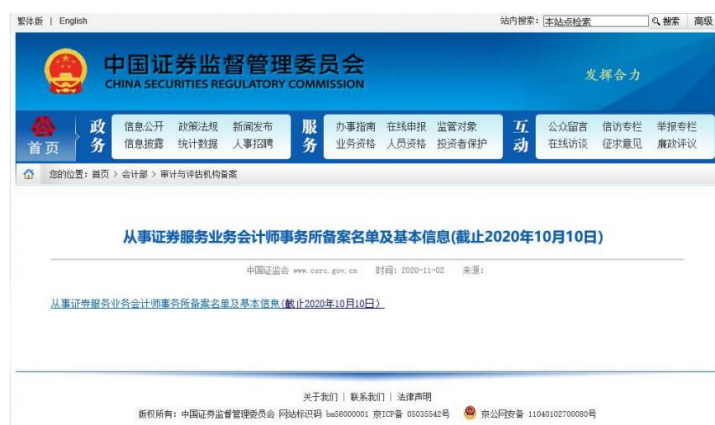 繁体版 | English 站内搜索: 本站点检索 搜索 高级
中国证券监督管理委员会
CHINA SECURITIES REGULATORY COMMISSION
发挥合力
首页
政务
信息公开 政策法规 新闻发布
信息披露 统计数据 人事招聘
服务
办事指南 在线申报 监管对象
业务资格 人员资格 投资者保护
互动
公众留言 信访专栏 举报专栏
在线访谈 征求意见 廉政评议
您的位置: 首页 > 会计部 > 审计与评估机构备案
从事证券服务业务会计师事务所备案名单及基本信息(截止2020年10月10日)
中国证监会 www.csrc.gov.cn 时间: 2020-11-02 来源:
从事证券服务业务会计师事务所备案名单及基本信息(截止2020年10月10日)
关于我们 | 联系我们 | 法律声明
版权所有: 中国证券监督管理委员会 网站标识码 bm56000001 京ICP备 05035542号 京公网安备 11040102700080号